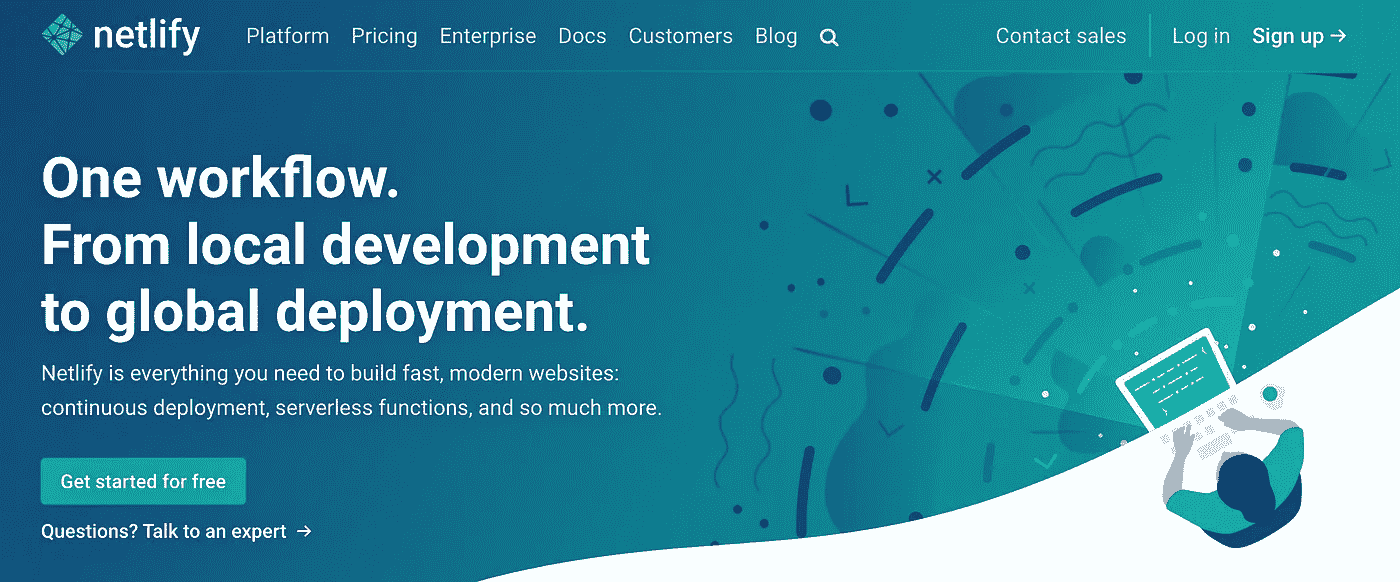 netlify Platform Pricing Enterprise Docs Customers Blog Contact sales Log in Sign up →
One workflow.
From local development
to global deployment.
Netlify is everything you need to build fast, modern websites:
continuous deployment, serverless functions, and so much more.
Get started for free
Questions? Talk to an expert →